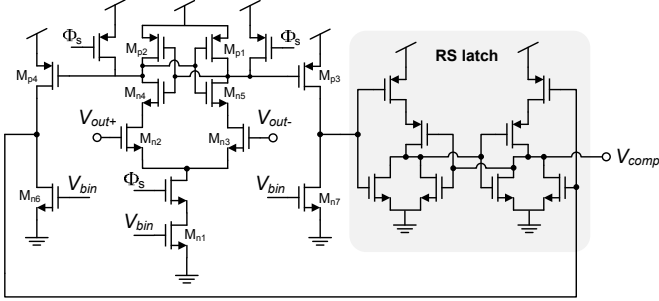 Φs
Mp2
Mp1
Φs
RS latch
Mp4
Mp3
Mn4
Mn5
Vout+
Vout-
Mn2
Mn3
Vcomp
Φs
Vbin
Vbin
Mn6
Vbin
Mn7
Mn1